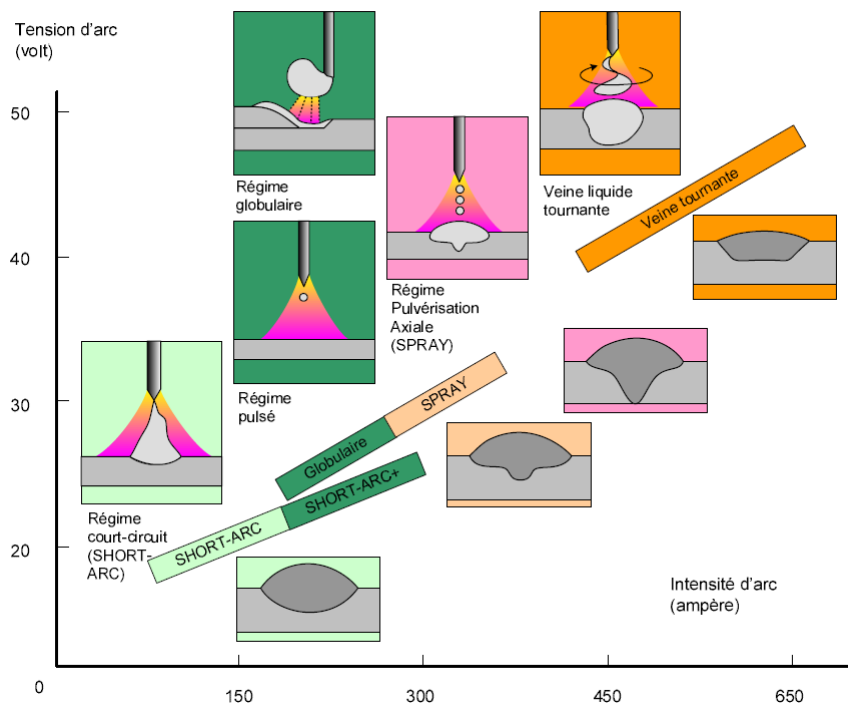 Tension d'arc
(volt)
50
40
30
20
0
150
300
450
650
Intensité d'arc
(ampère)
Régime
globulaire
Régime
pulsé
Régime
Pulvérisation
Axiale
(SPRAY)
Veine liquide
tournante
Régime
court-circuit
(SHORT-
ARC)
Veine tournante
Globulaire
SPRAY
SHORT-ARC
SHORT-ARC+